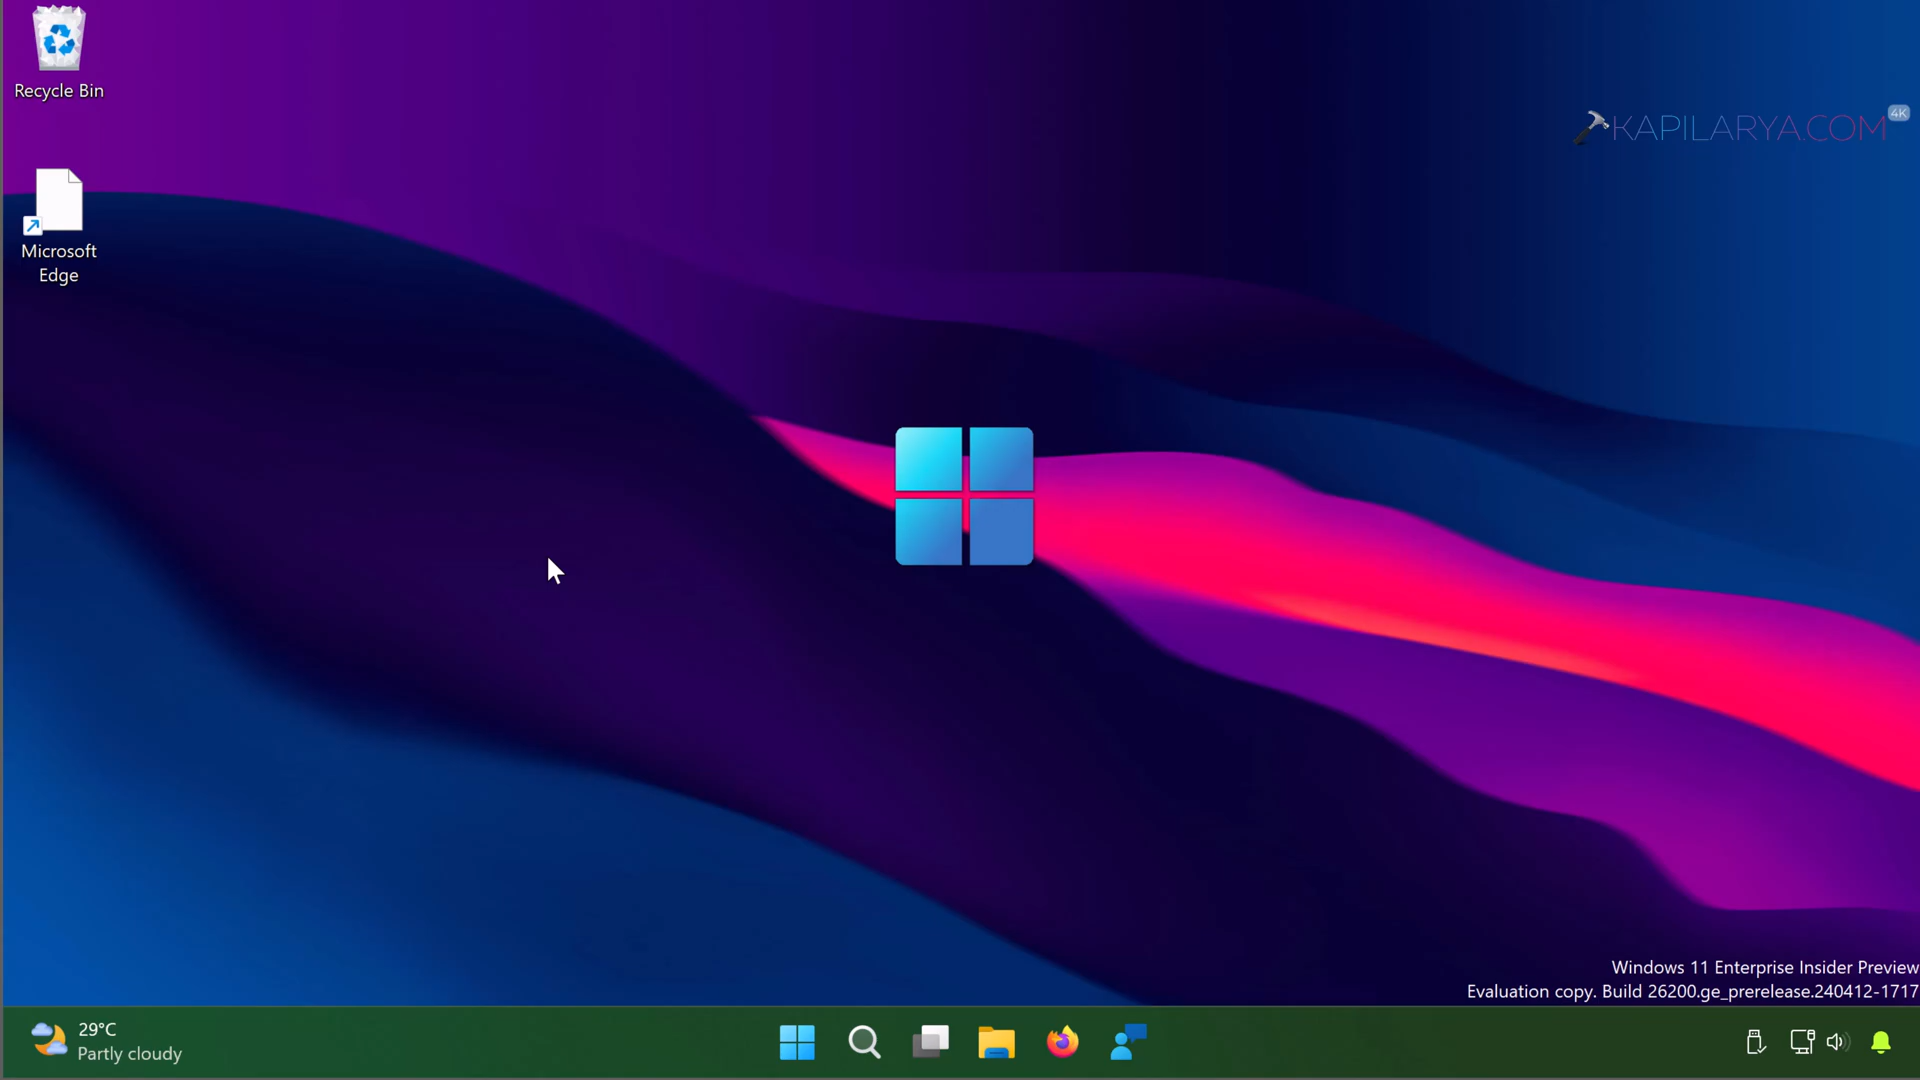 Recycle Bin
KAPILARYA.COM
4K
Microsoft
Edge
Windows 11 Enterprise Insider Preview
Evaluation copy. Build 26200.ge_prerelease.240412-1717
29°C
Partly cloudy